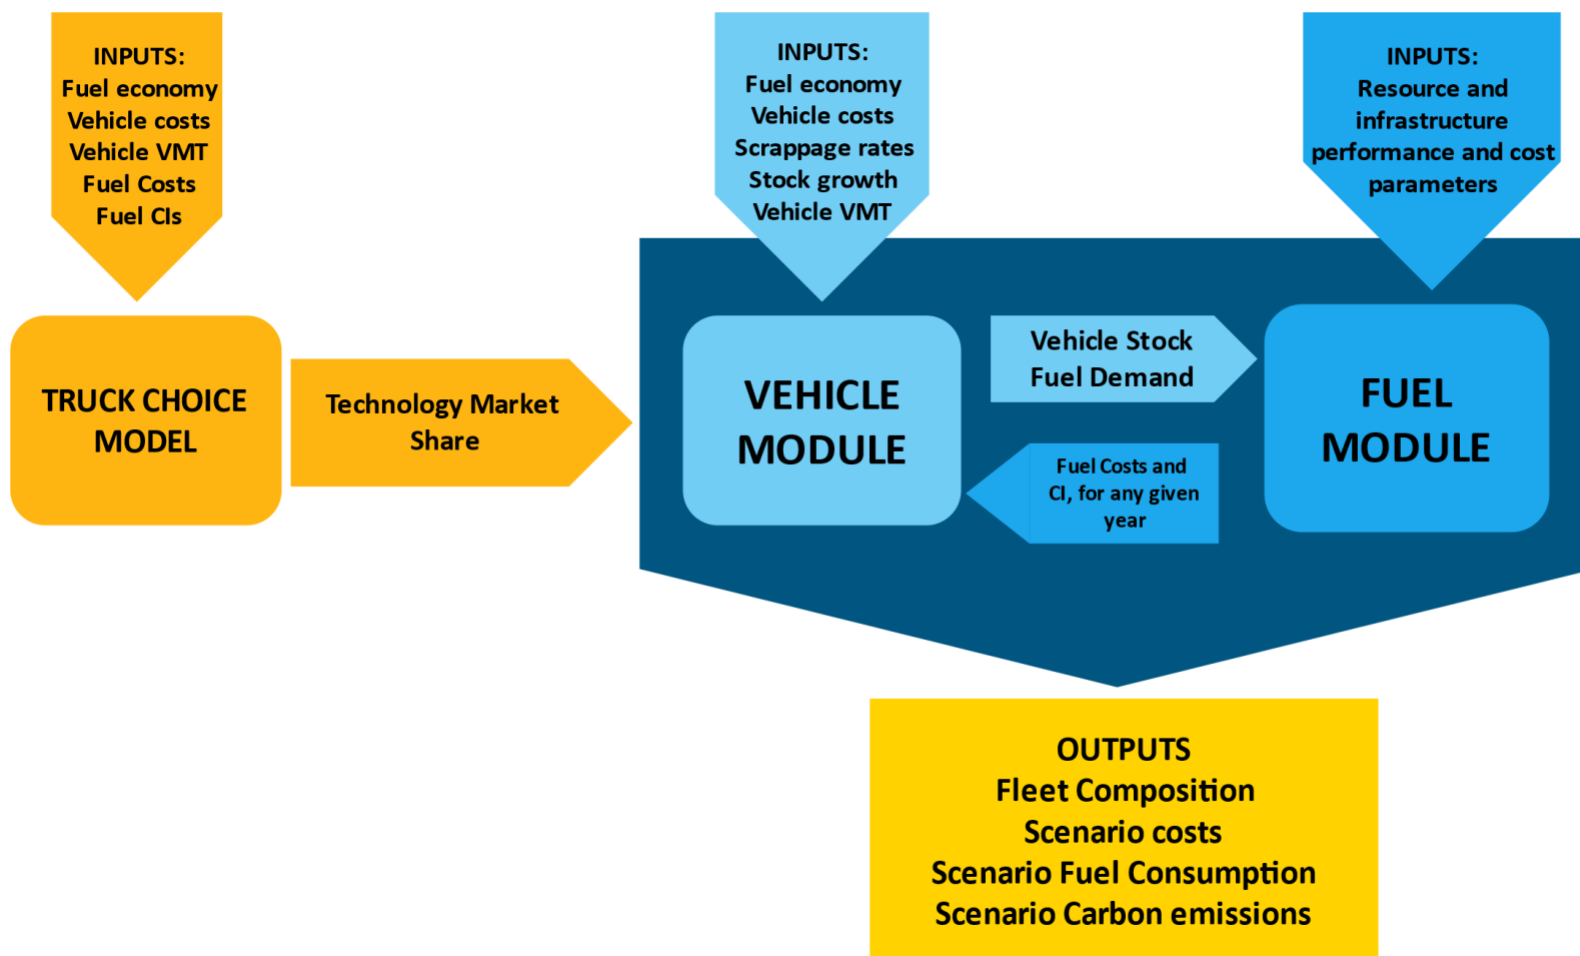 INPUTS:
Fuel economy
Vehicle costs
Vehicle VMT
Fuel Costs
Fuel CIs
INPUTS:
Fuel economy
Vehicle costs
Scrappage rates
Stock growth
Vehicle VMT
INPUTS:
Resource and
infrastructure
performance and cost
parameters
TRUCK CHOICE
MODEL
Technology Market
Share
VEHICLE
MODULE
Vehicle Stock
Fuel Demand
Fuel Costs and
CI, for any given
year
FUEL
MODULE
OUTPUTS
Fleet Composition
Scenario costs
Scenario Fuel Consumption
Scenario Carbon emissions